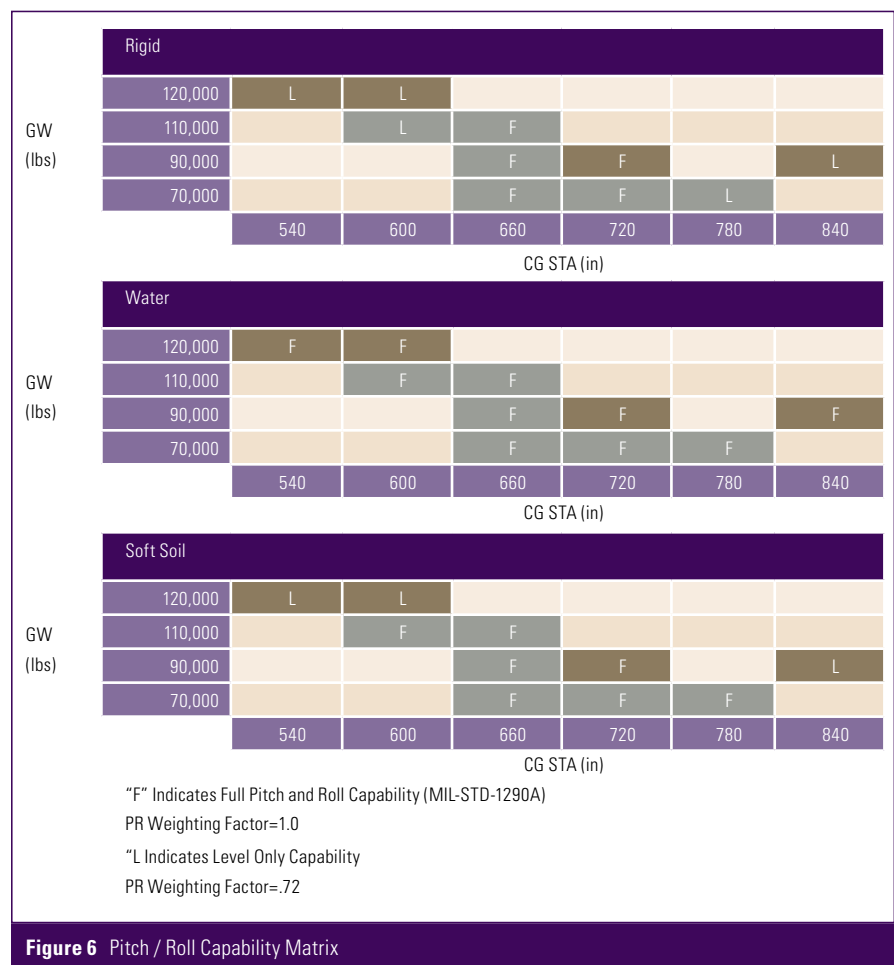 Rigid
120,000 L L
GW
(lbs)
110,000 L F
90,000 F F L
70,000 F F L
540 600 660 720 780 840
CG STA (in)
Water
120,000 F F
GW
(lbs)
110,000 F F
90,000 F F F
70,000 F F F
540 600 660 720 780 840
CG STA (in)
Soft Soil
120,000 L L
GW
(lbs)
110,000 F F
90,000 F F L
70,000 F F F
540 600 660 720 780 840
CG STA (in)
“F” Indicates Full Pitch and Roll Capability (MIL-STD-1290A)
PR Weighting Factor=1.0
“L Indicates Level Only Capability
PR Weighting Factor=.72
Figure 6 Pitch / Roll Capability Matrix